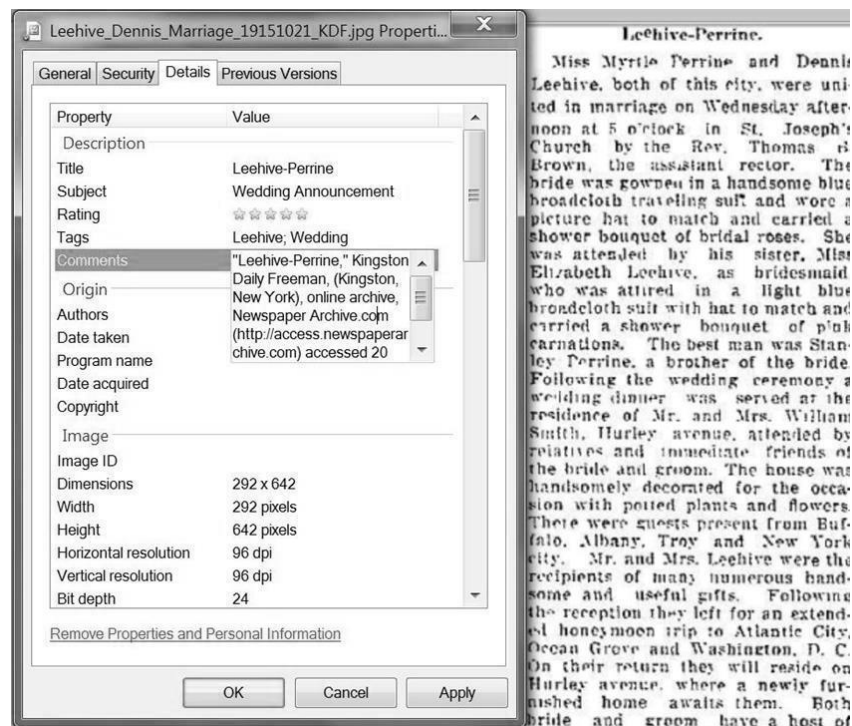 Leehive_Dennis_Marriage_19151021_KDF.jpg Properti...
X
General Security Details Previous Versions
Property Value
Description
Title Leehive-Perrine
Subject Wedding Announcement
Rating
Tags Leehive; Wedding
Comments "Leehive-Perrine," Kingston
Daily Freeman, (Kingston,
New York), online archive,
Newspaper Archive.com
(http://access.newspaperar
chive.com) accessed 20
Origin
Authors
Date taken
Program name
Date acquired
Copyright
Image
Image ID
Dimensions 292 x 642
Width 292 pixels
Height 642 pixels
Horizontal resolution 96 dpi
Vertical resolution 96 dpi
Bit depth 24
Remove Properties and Personal Information
OK Cancel Apply
Leehive-Perrine.
Miss Myrtle Perrine and Dennis
Leehive, both of this city, were uni-
ted in marriage on Wednesday after-
noon at 5 o'clock in St. Joseph's
Church by the Rev. Thomas
Brown, the assistant rector. The
bride was gowned in a handsome blue
broadcloth traveling suit and wore a
picture hat to match and carried a
shower bouquet of bridal roses. She
was attended by his sister, Miss
Elizabeth Leehive, as bridesmaid,
who was attired in a light blue
broadcloth suit with hat to match and
carried a shower bouquet of pink
carnations. The best man was Stan-
ley Perrine, a brother of the bride.
Following the wedding ceremony a
wedding dinner was served at the
residence of Mr. and Mrs. William
Smith, Hurley avenue, attended by
relatives and immediate friends of
the bride and groom. The house was
handsomely decorated for the occa-
sion with potted plants and flowers.
There were guests present from Buf-
falo, Albany, Troy and New York
city. Mr. and Mrs. Leehive were the
recipients of many numerous hand-
some and useful gifts. Following
the reception they left for an extend-
ed honeymoon trip to Atlantic City,
Ocean Grove and Washington, D. C.
On their return they will reside on
Hurley avenue, where a newly fur-
nished home awaits them. Both
bride and groom have a host of